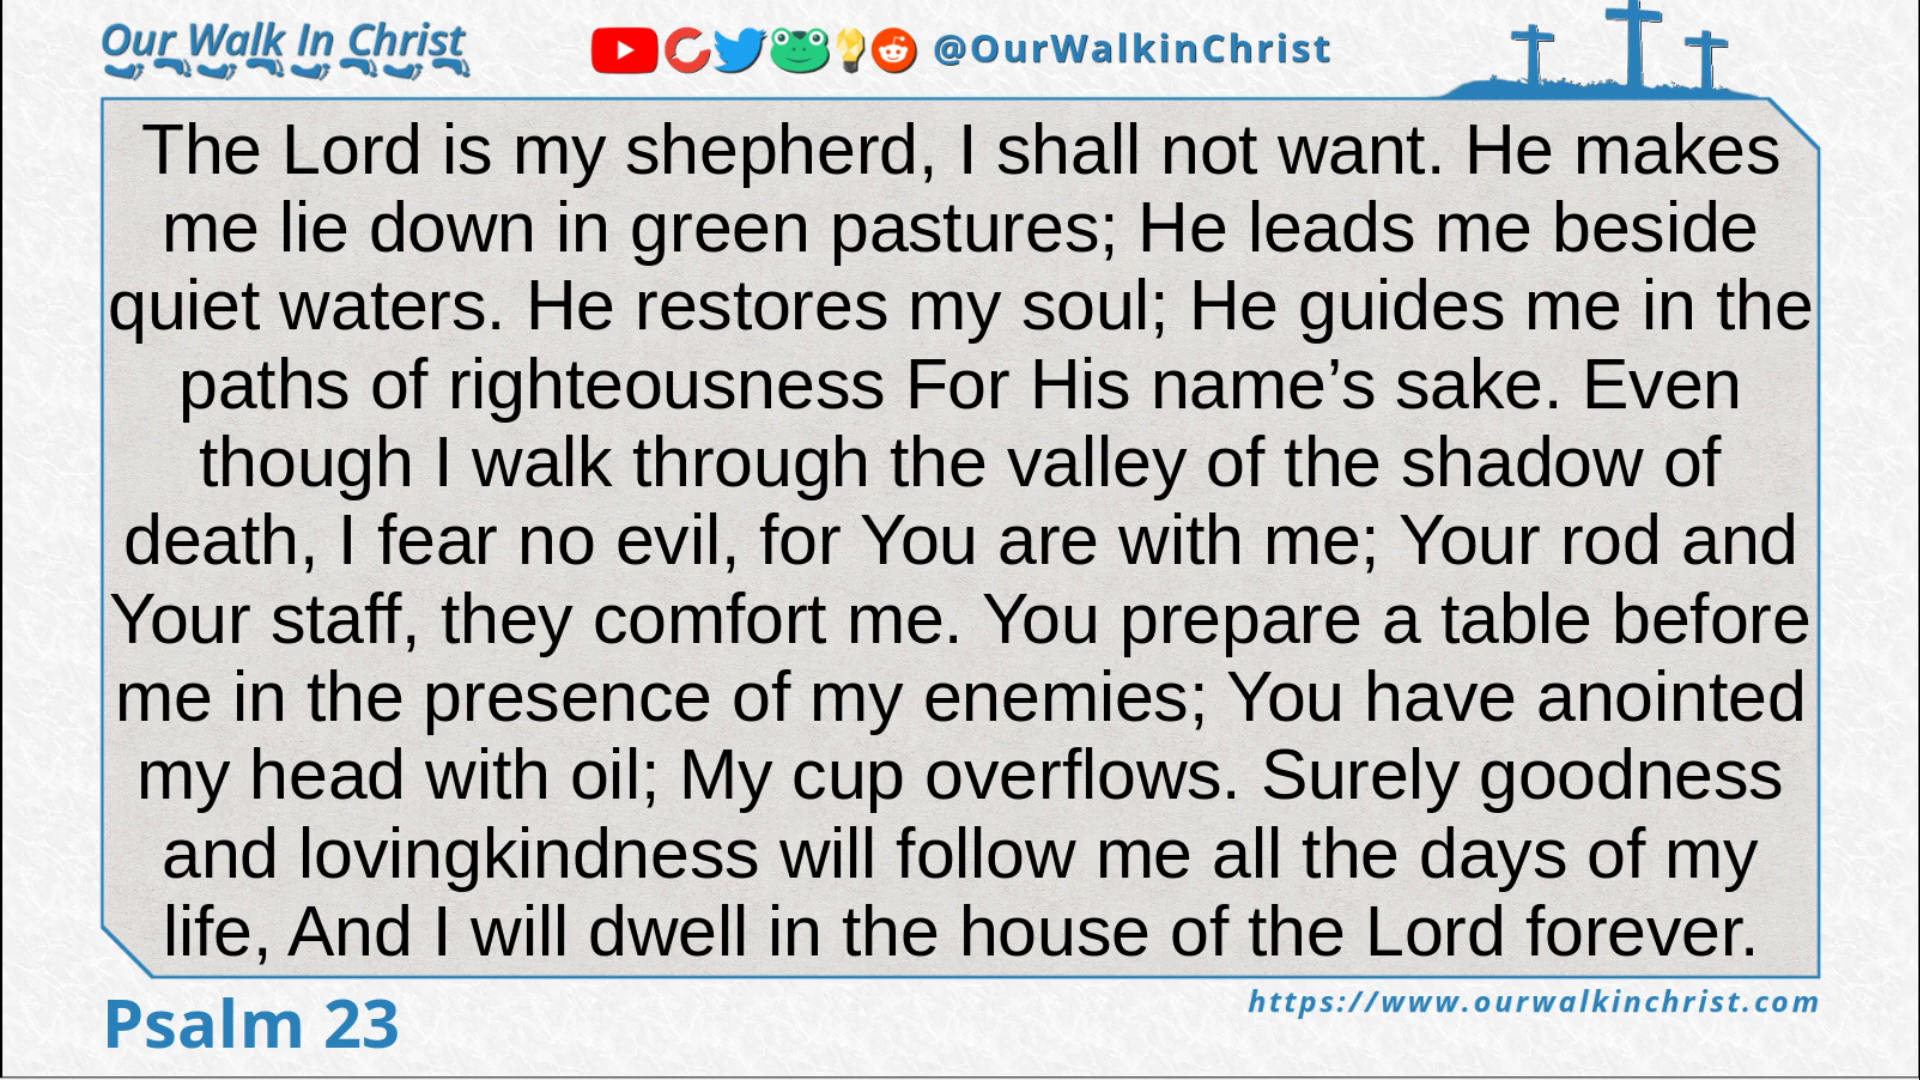 Our Walk In Christ
@OurWalkinChrist
The Lord is my shepherd, I shall not want. He makes
me lie down in green pastures; He leads me beside
quiet waters. He restores my soul; He guides me in the
paths of righteousness For His name’s sake. Even
though I walk through the valley of the shadow of
death, I fear no evil, for You are with me; Your rod and
Your staff, they comfort me. You prepare a table before
me in the presence of my enemies; You have anointed
my head with oil; My cup overflows. Surely goodness
and lovingkindness will follow me all the days of my
life, And I will dwell in the house of the Lord forever.
Psalm 23
https://www.ourwalkinchrist.com